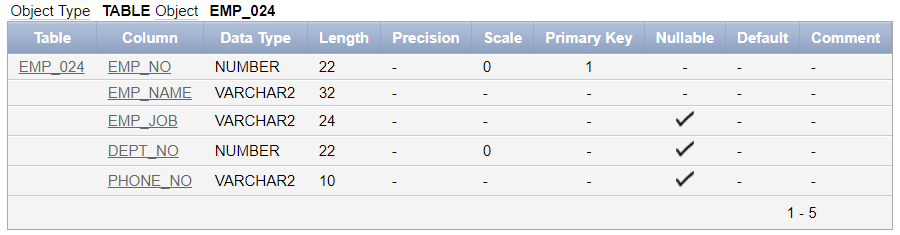 Object Type TABLE Object EMP_024
Table Column Data Type Length Precision Scale Primary Key Nullable Default Comment
EMP_024 EMP_NO NUMBER 22 - 0 1 - - -
EMP_NAME VARCHAR2 32 - - - - - -
EMP_JOB VARCHAR2 24 - - - ✓ - -
DEPT_NO NUMBER 22 - 0 - ✓ - -
PHONE_NO VARCHAR2 10 - - - ✓ - -
1 - 5